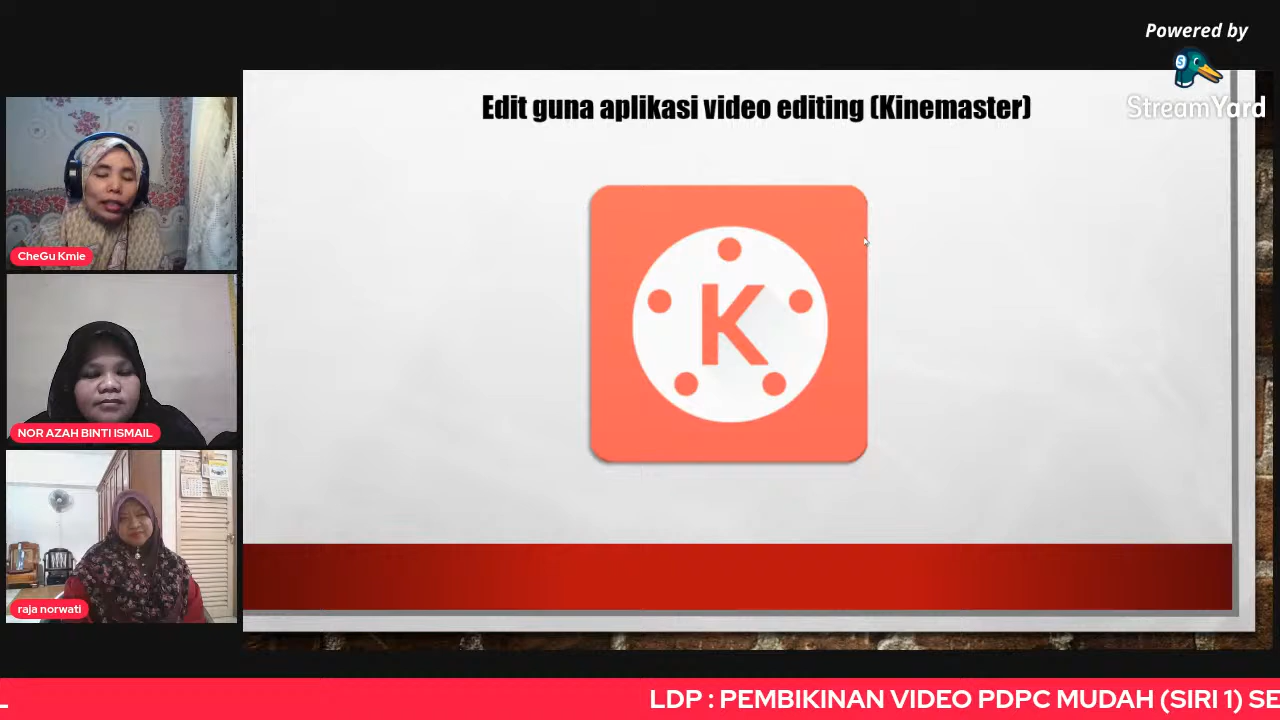 Powered by
StreamYard
Edit guna aplikasi video editing (Kinemaster)
K
CheGu Kmie
NOR AZAH BINTI ISMAIL
raja norwati
LDP : PEMBIKINAN VIDEO PDPC MUDAH (SIRI 1) SE